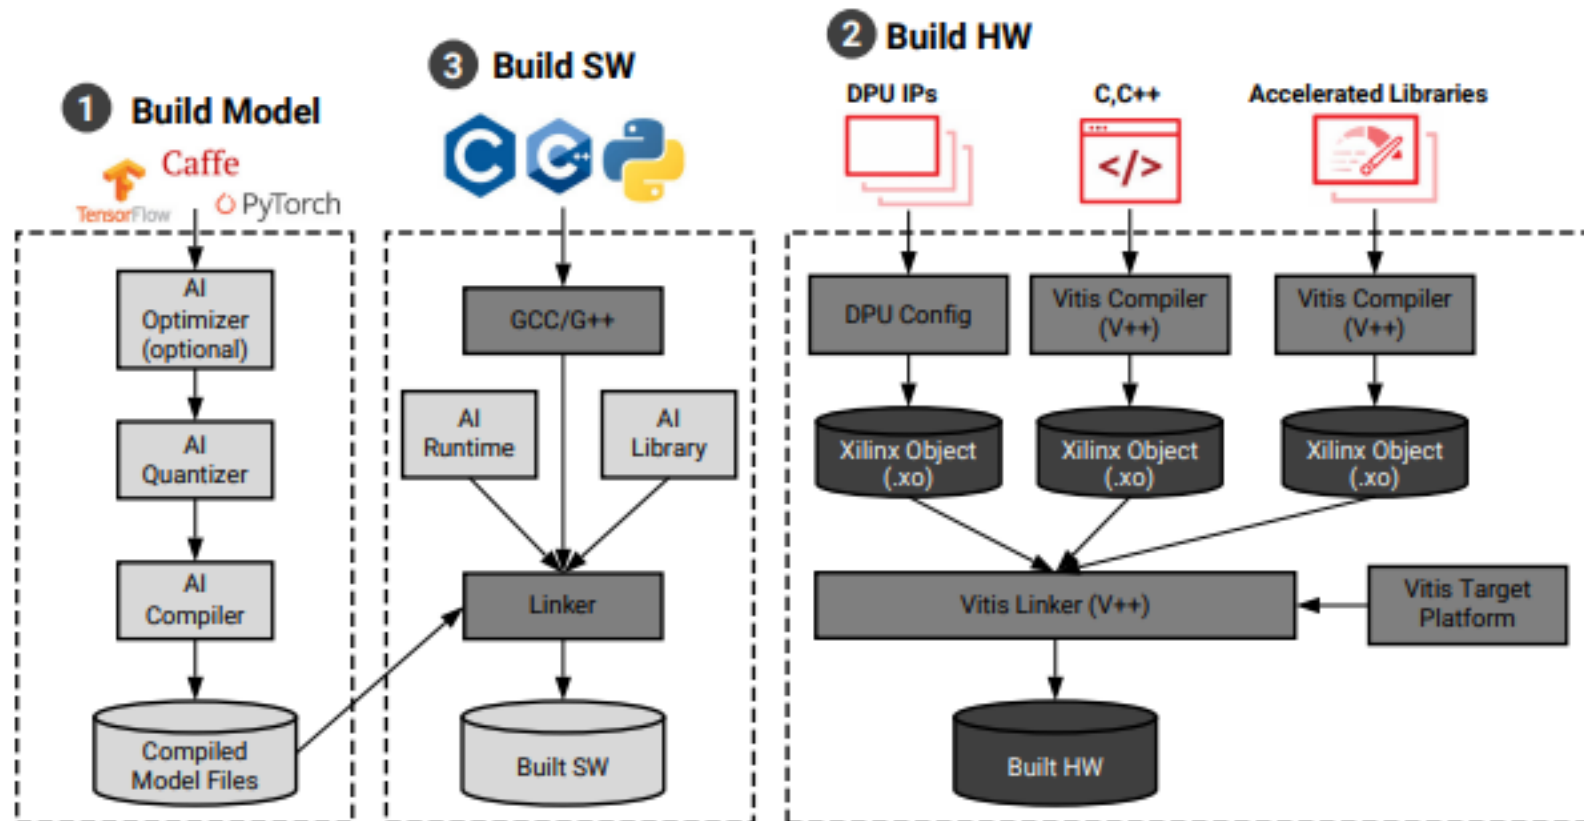 1 Build Model
TensorFlow
Caffe
PyTorch
AI
Optimizer
(optional)
AI
Quantizer
AI
Compiler
Compiled
Model Files
3 Build SW
C
C++
GCC/G++
AI
Runtime
AI
Library
Linker
Built SW
2 Build HW
DPU IPs
C,C++
</>
Accelerated Libraries
DPU Config
Vitis Compiler
(V++)
Vitis Compiler
(V++)
Xilinx Object
(.xo)
Xilinx Object
(.xo)
Xilinx Object
(.xo)
Vitis Linker (V++)
Vitis Target
Platform
Built HW